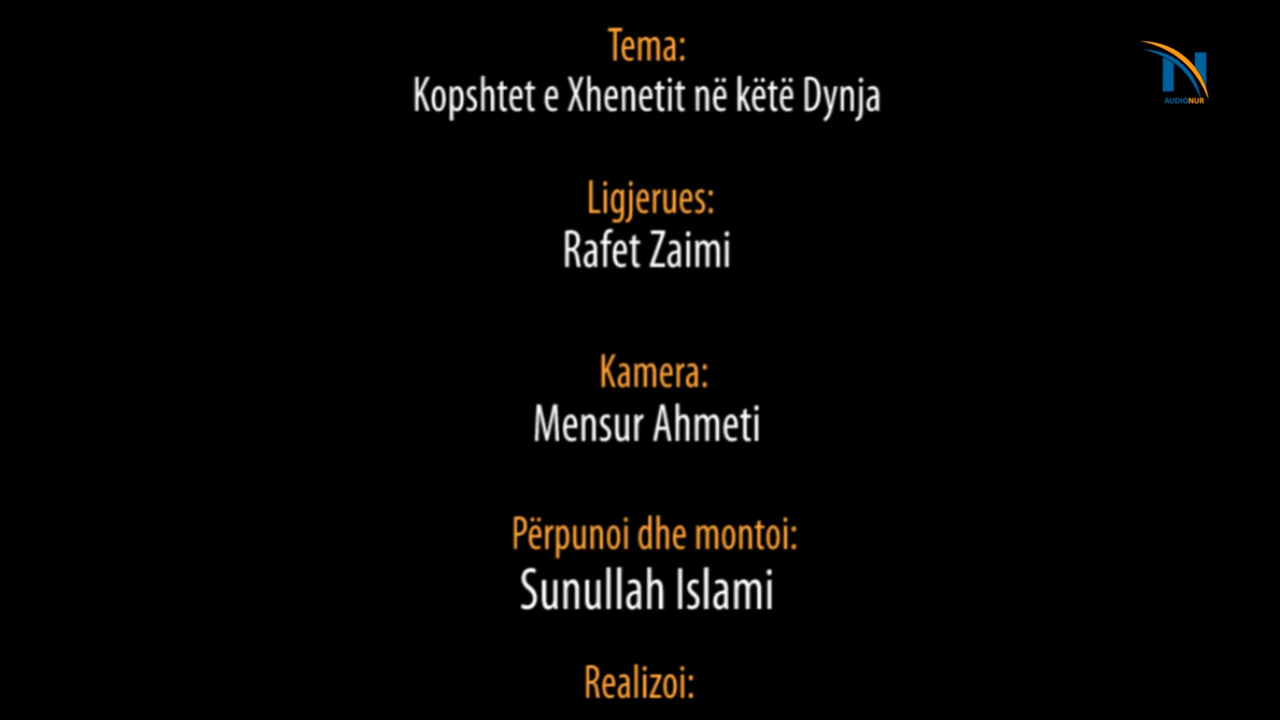 Tema:
Kopshtet e Xhenetit në këtë Dynja
AUDIONUR
Ligjerues:
Rafet Zaimi
Kamera:
Mensur Ahmeti
Përpunoi dhe montoi:
Sunullah Islami
Realizoi: